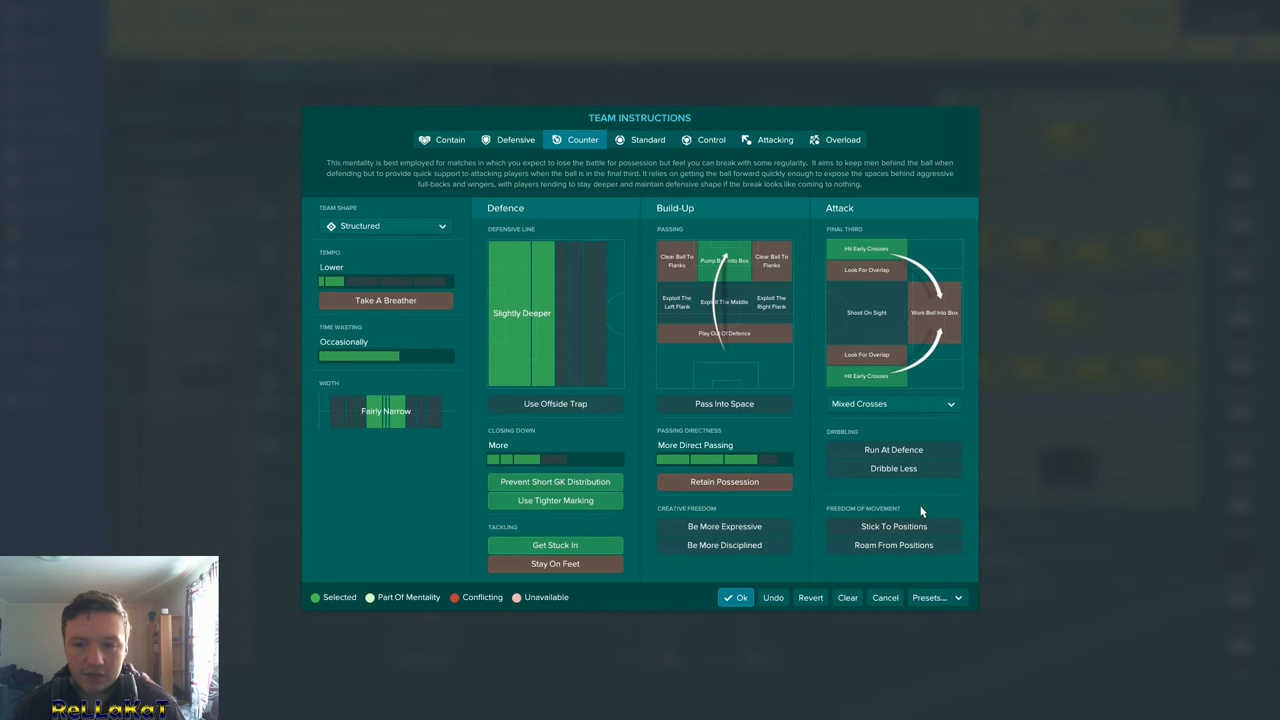 TEAM INSTRUCTIONS
Contain
Defensive
Counter
Standard
Control
Attacking
Overload
This mentality is best employed for matches in which you expect to lose the battle for possession but feel you can break with some regularity. It aims to keep men behind the ball when
defending but to provide quick support to attacking players when the ball is in the final third. It relies on getting the ball forward quickly enough to expose the spaces behind aggressive
full-backs and wingers, with players tending to stay deeper and maintain defensive shape if the break looks like coming to nothing.
TEAM SHAPE
Structured
TEMPO
Lower
Take A Breather
TIME WASTING
Occasionally
WIDTH
Fairly Narrow
Defence
DEFENSIVE LINE
Slightly Deeper
Use Offside Trap
CLOSING DOWN
More
Prevent Short GK Distribution
Use Tighter Marking
TACKLING
Get Stuck In
Stay On Feet
Build-Up
PASSING
Clear Ball To
Flanks
Pump Ball Into Box
Clear Ball To
Flanks
Exploit The
Left Flank
Exploit The Middle
Exploit The
Right Flank
Play Out Of Defence
Pass Into Space
PASSING DIRECTNESS
More Direct Passing
Retain Possession
CREATIVE FREEDOM
Be More Expressive
Be More Disciplined
Attack
FINAL THIRD
Hit Early Crosses
Look For Overlap
Shoot On Sight
Work Ball Into Box
Look For Overlap
Hit Early Crosses
Mixed Crosses
DRIBBLING
Run At Defence
Dribble Less
FREEDOM OF MOVEMENT
Stick To Positions
Roam From Positions
Selected
Part Of Mentality
Conflicting
Unavailable
Ok
Undo
Revert
Clear
Cancel
Presets...
ReLLaKaT